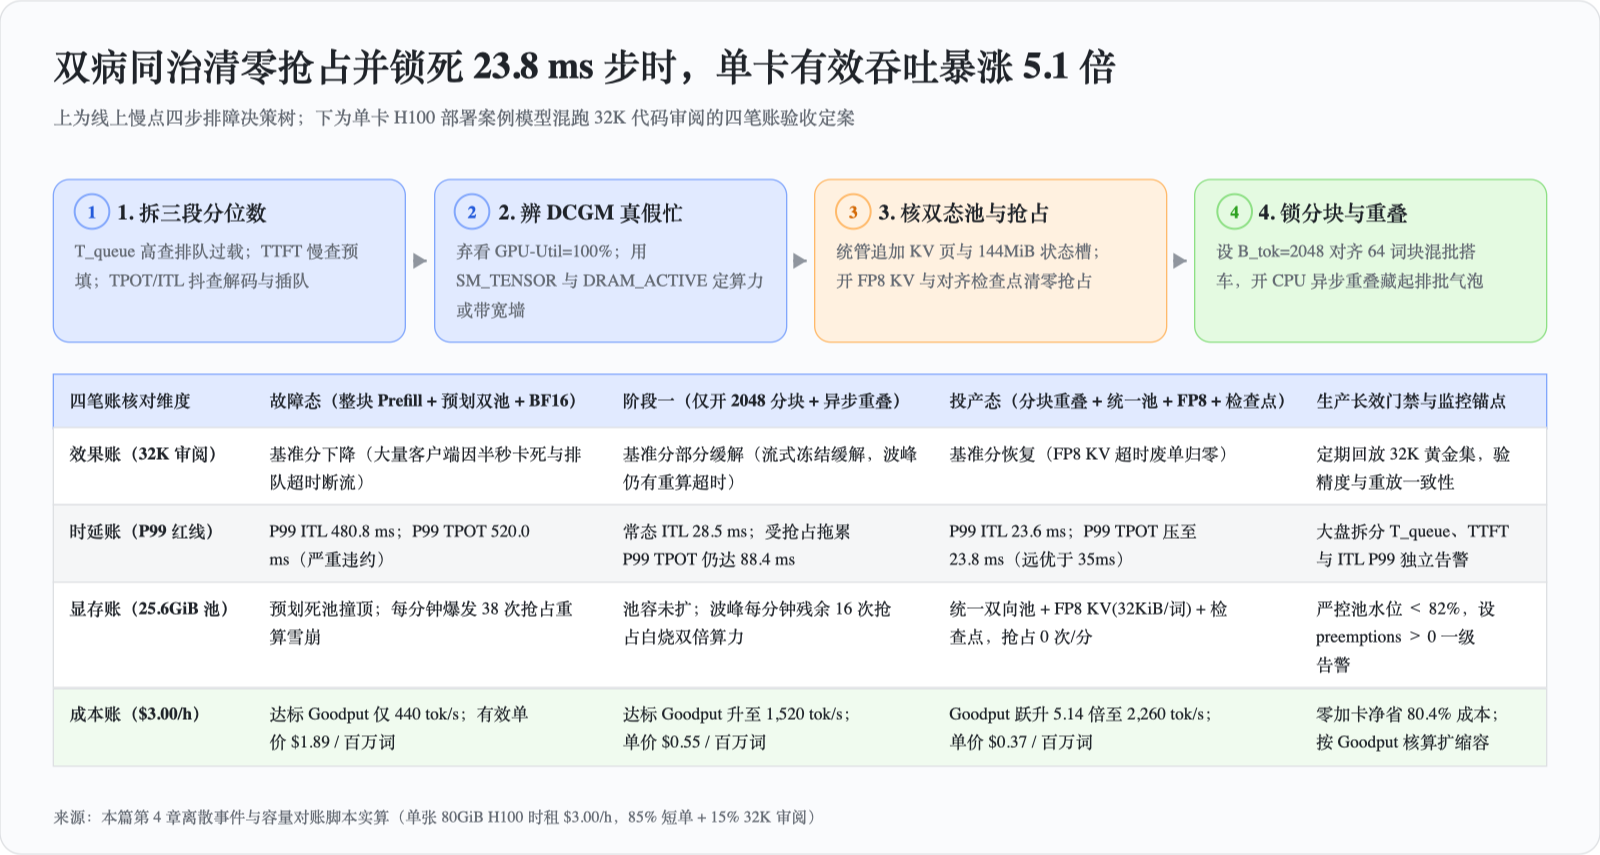 双病同治清零抢占并锁死 23.8 ms 步时，单卡有效吞吐暴涨 5.1 倍
上为线上慢点四步排障决策树；下为单卡 H100 部署案例模型混跑 32K 代码审阅的四笔账验收定案
1 1. 拆三段分位数
T_queue 高查排队过载；TTFT 慢查预
填；TPOT/ITL 抖查解码与插队
2 2. 辨 DCGM 真假忙
弃看 GPU-Util=100%；用
SM_TENSOR 与 DRAM_ACTIVE 定算力
或带宽墙
3 3. 核双态池与抢占
统管追加 KV 页与 144MiB 状态槽；
开 FP8 KV 与对齐检查点清零抢占
4 4. 锁分块与重叠
设 B_tok=2048 对齐 64 词块混批搭
车，开 CPU 异步重叠藏起排批气泡
四笔账核对维度
故障态（整块 Prefill + 预划双池 + BF16）
阶段一（仅开 2048 分块 + 异步重叠）
投产态（分块重叠 + 统一池 + FP8 + 检查点）
生产长效门禁与监控锚点
效果账（32K 审阅）
基准分下降（大量客户端因半秒卡死与排
队超时断流）
基准分部分缓解（流式冻结缓解，波峰
仍有重算超时）
基准分恢复（FP8 KV 超时废单归零）
定期回放 32K 黄金集，验
精度与重放一致性
时延账（P99 红线）
P99 ITL 480.8 ms；P99 TPOT 520.0
ms（严重违约）
常态 ITL 28.5 ms；受抢占拖累
P99 TPOT 仍达 88.4 ms
P99 ITL 23.6 ms；P99 TPOT 压至
23.8 ms（远优于 35ms）
大盘拆分 T_queue、TTFT
与 ITL P99 独立告警
显存账（25.6GiB 池）
预划死池撞顶；每分钟爆发 38 次抢占重
算雪崩
池容未扩；波峰每分钟残余 16 次抢
占白烧双倍算力
统一双向池 + FP8 KV(32KiB/词) + 检
查点，抢占 0 次/分
严控池水位 < 82%，设
preemptions > 0 一级
告警
成本账（$3.00/h）
达标 Goodput 仅 440 tok/s；有效单
价 $1.89 / 百万词
达标 Goodput 升至 1,520 tok/s；
单价 $0.55 / 百万词
Goodput 跃升 5.14 倍至 2,260 tok/s；
单价 $0.37 / 百万词
零加卡净省 80.4% 成本；
按 Goodput 核算扩缩容
来源：本篇第 4 章离散事件与容量对账脚本实算（单张 80GiB H100 时租 $3.00/h，85% 短单 + 15% 32K 审阅）